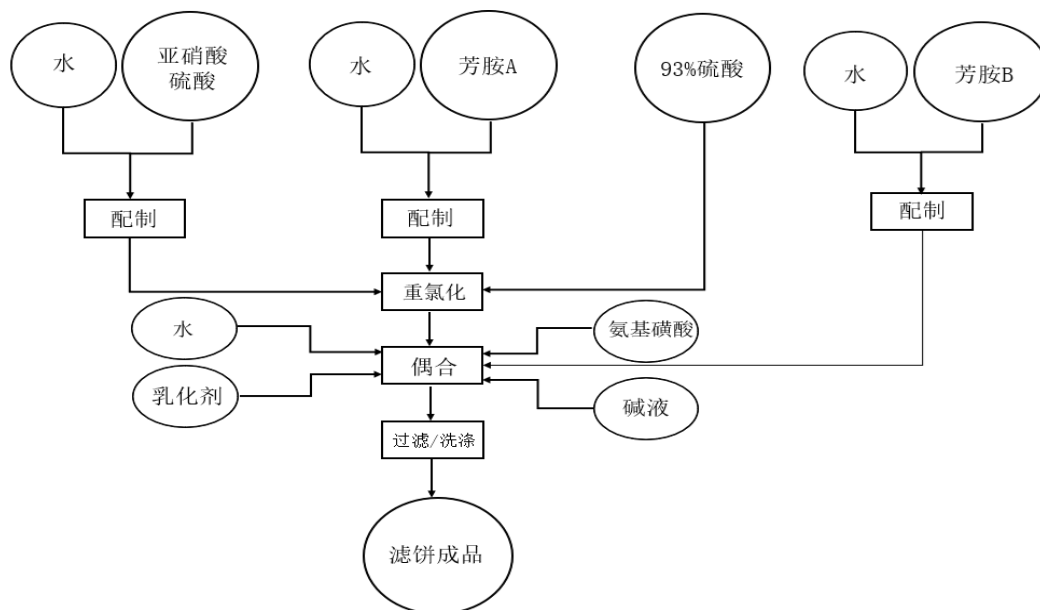 水
亚硝酸
硫酸
水
芳胺A
93%硫酸
水
芳胺B
配制
配制
配制
重氯化
水
氨基磺酸
偶合
乳化剂
碱液
过滤/洗涤
滤饼成品